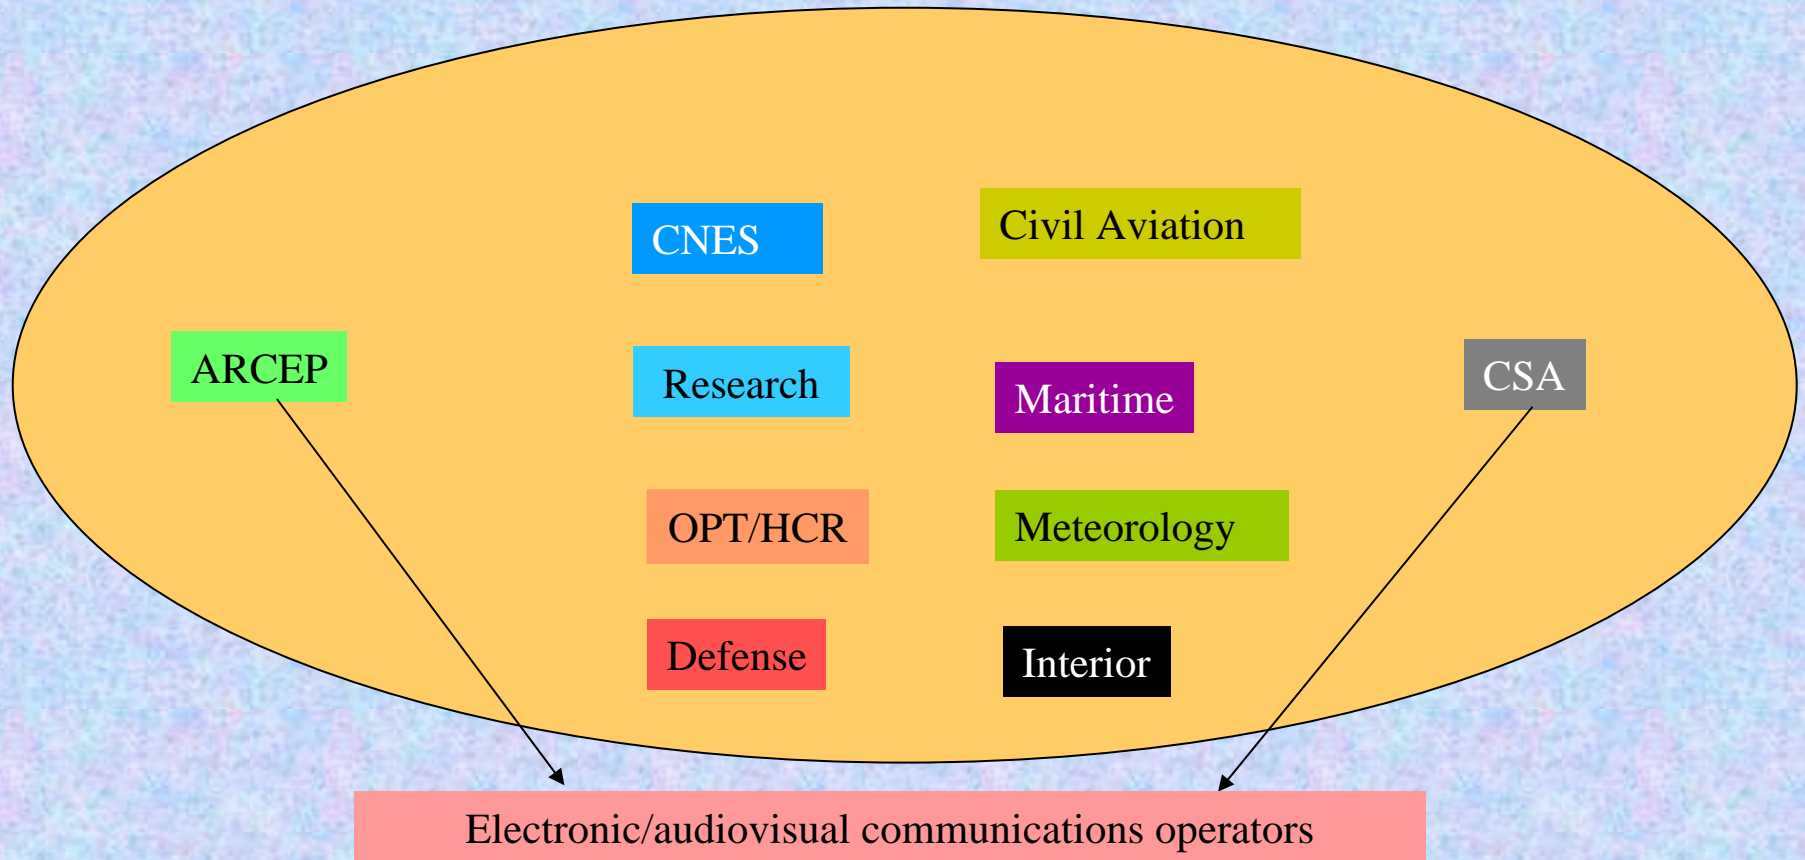 CNES
Civil Aviation
ARCEP
Research
Maritime
CSA
OPT/HCR
Meteorology
Defense
Interior
Electronic/audiovisual communications operators